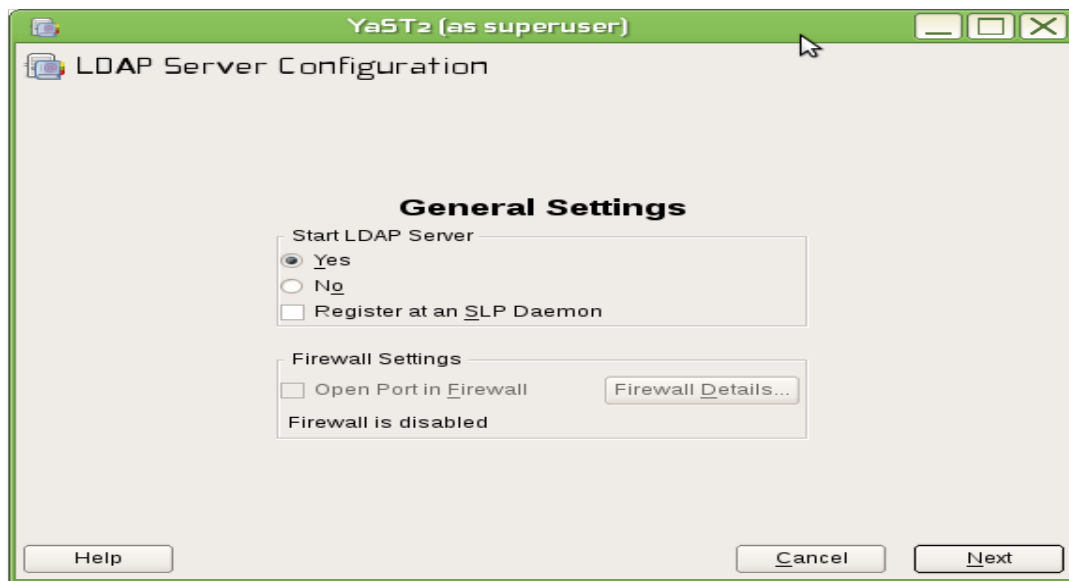 YaST2 (as superuser)
LDAP Server Configuration
General Settings
Start LDAP Server
Yes
No
Register at an SLP Daemon
Firewall Settings
Open Port in Firewall
Firewall Details...
Firewall is disabled
Help
Cancel
Next